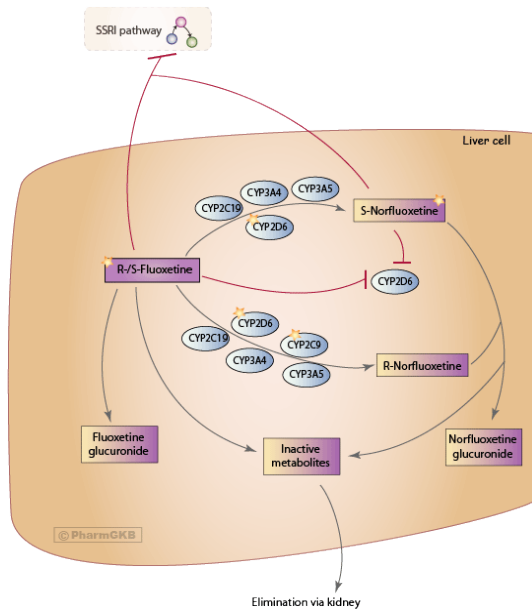 SSRI pathway
Liver cell
CYP3A4
CYP3A5
CYP2C19
CYP2D6
S-Norfluoxetine
R-/S-Fluoxetine
CYP2D6
CYP2D6
CYP2C9
CYP2C19
CYP3A4
CYP3A5
R-Norfluoxetine
Fluoxetine
glucuronide
Inactive
metabolites
Norfluoxetine
glucuronide
© PharmGKB
Elimination via kidney